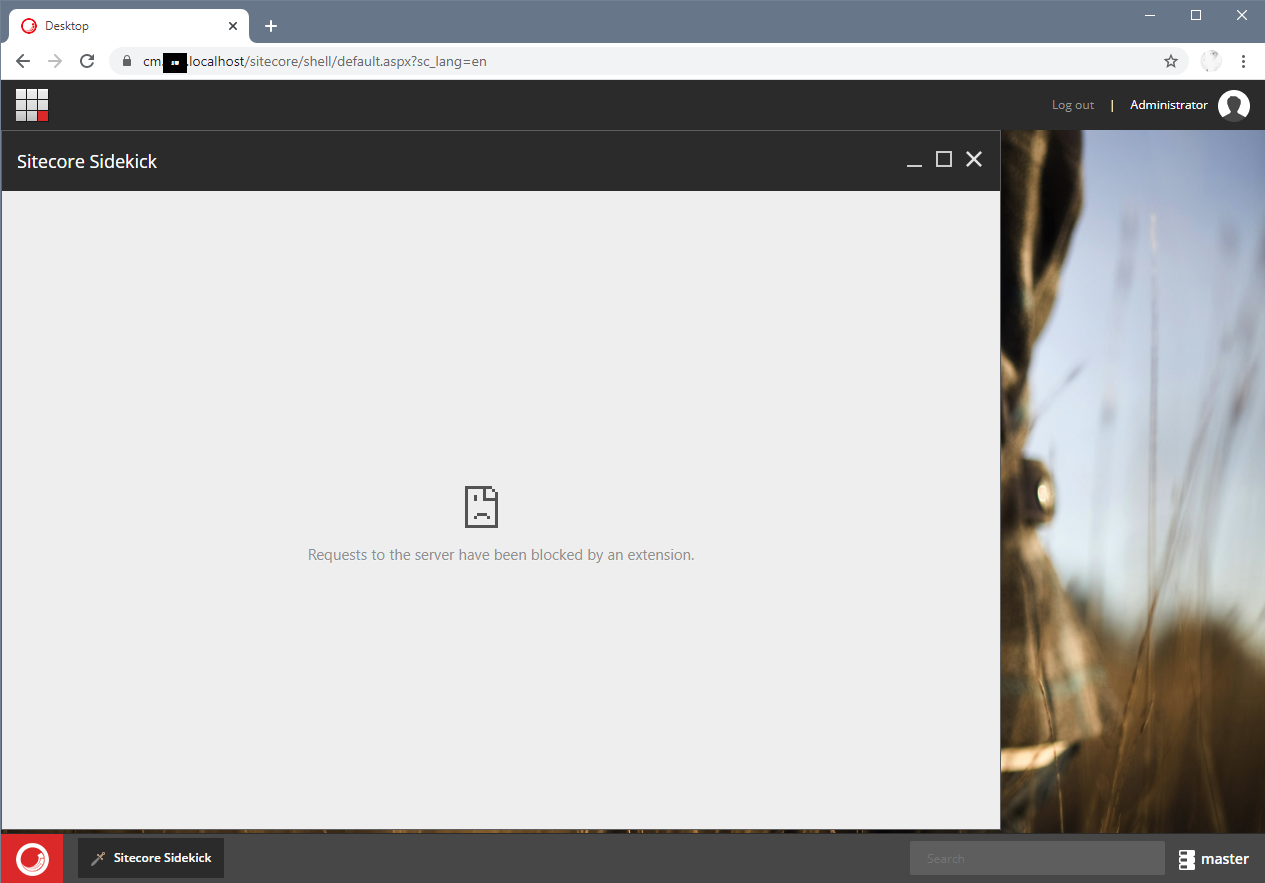 Desktop
cm. .localhost/sitecore/shell/default.aspx?sc_lang=en
Log out | Administrator
Sitecore Sidekick
Requests to the server have been blocked by an extension.
Sitecore Sidekick
Search
master